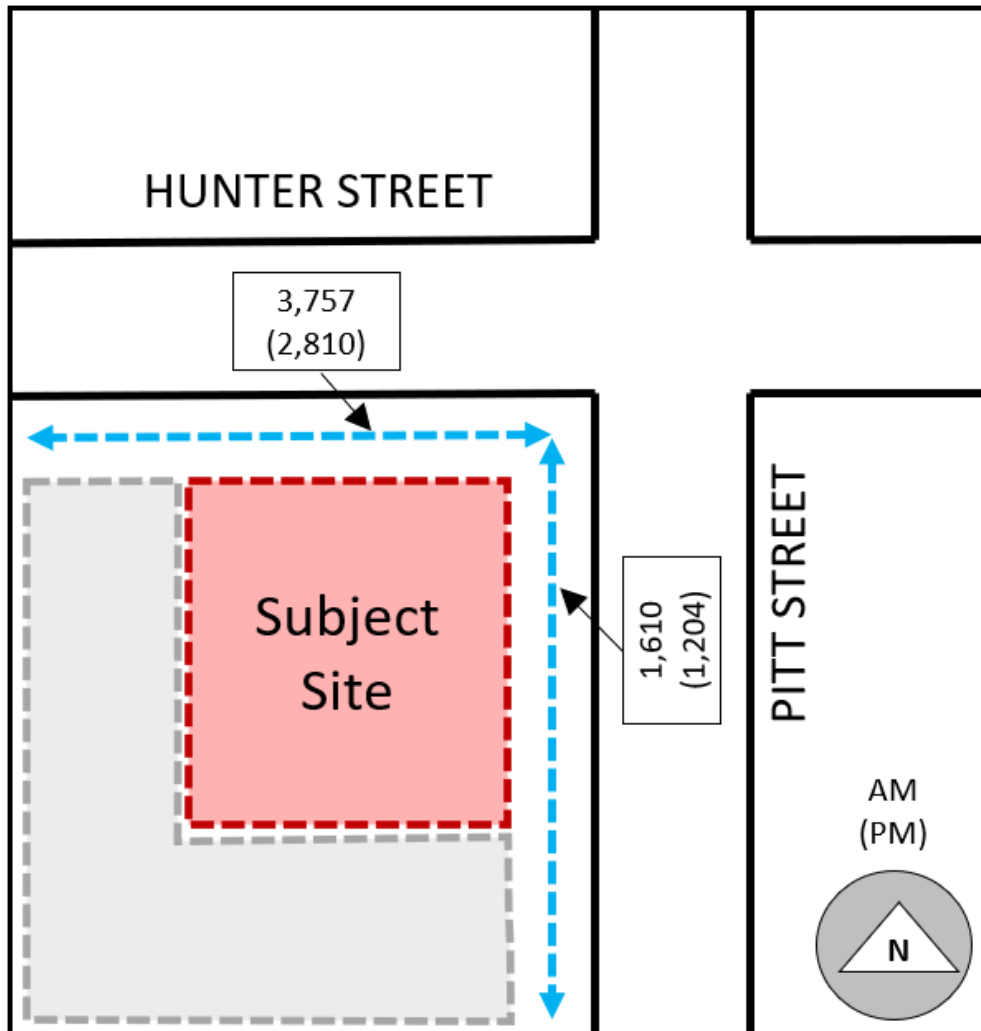 HUNTER STREET
3,757
(2,810)
Subject
Site
1,610
(1,204)
PITT STREET
AM
(PM)
N